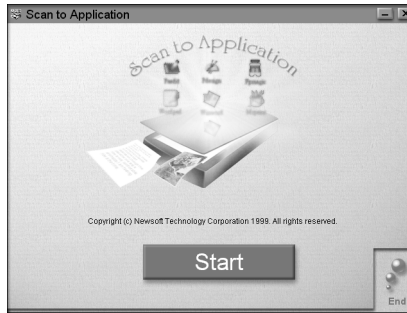 Scan to Application
Scan to Application
Copyright (c) Newsoft Technology Corporation 1999. All rights reserved.
Start
End